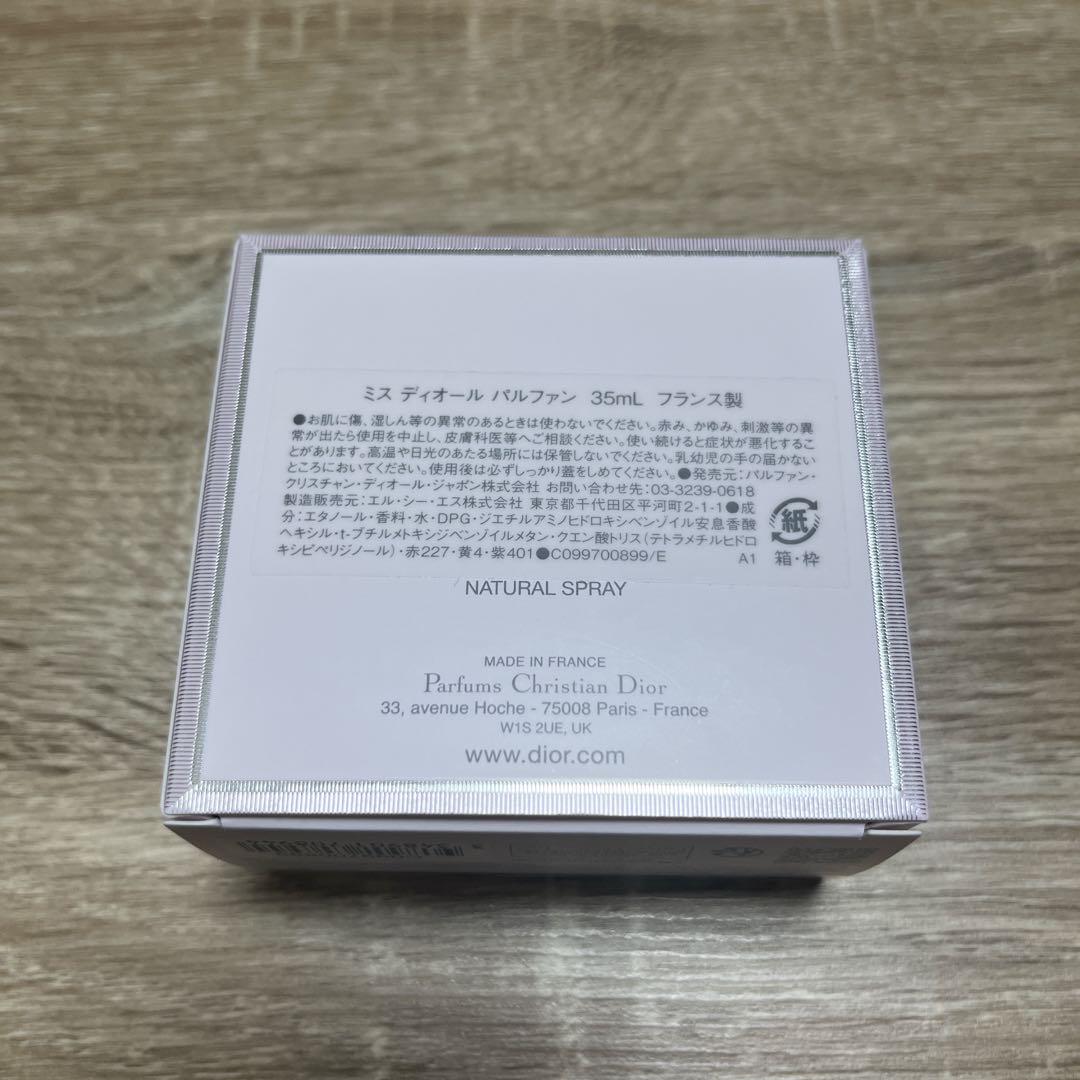 ミス ディオール パルファン 35mL フランス製
●お肌に傷、湿しん等の異常のあるときは使わないでください。赤み、かゆみ、刺激等の異
常が出たら使用を中止し、皮膚科医等へご相談ください。使い続けると症状が悪化するこ
とがあります。高温や日光のあたる場所には保管しないでください。乳幼児の手の届かない
ところにおいてください。使用後は必ずしっかり蓋をしめてください。●発売元:パルファン・
クリスチャン・ディオール・ジャポン株式会社 お問い合わせ先:03-3239-0618
製造販売元:エル・シー・エス株式会社 東京都千代田区平河町2-1-1●成
分:エタノール・香料・水・DPG・ジエチルアミノヒドロキシベンゾイル安息香酸
ヘキシル・t-ブチルメトキシジベンゾイルメタン・クエン酸トリス(テトラメチルヒドロ
キシピペリジノール)・赤227・黄4・紫401●C099700899/E A1
紙
箱・枠
NATURAL SPRAY
MADE IN FRANCE
Parfums Christian Dior
33, avenue Hoche - 75008 Paris - France
W1S 2UE, UK
www.dior.com